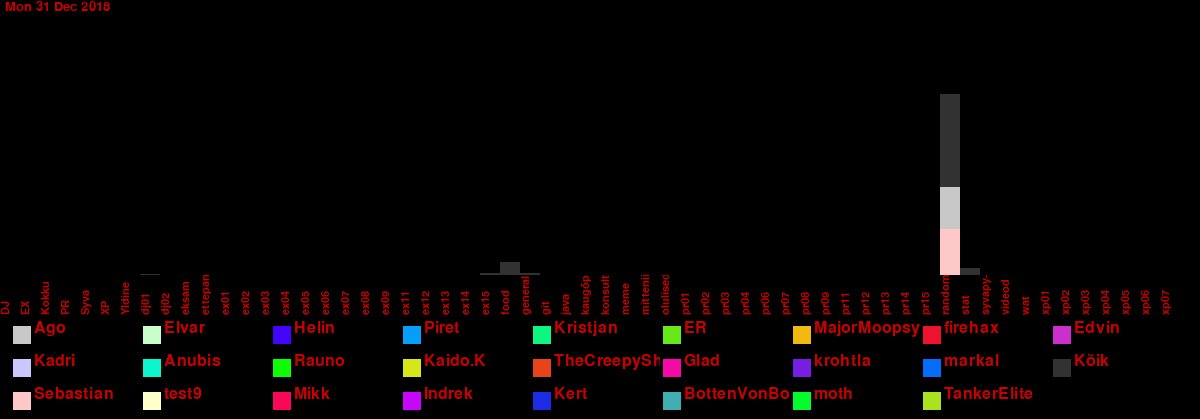 Mon 31 Dec 2018
DJ EX Kokku PR Syva XP Yldine dj01 dj02 eksam ettepan ex01 ex02 ex03 ex04 ex05 ex06 ex07 ex08 ex09 ex11 ex12 ex13 ex14 ex15 food general git java kaugõp konsult meme mittenii olulised pr01 pr02 pr03 pr04 pr06 pr07 pr08 pr09 pr11 pr12 pr13 pr14 pr15 random stat syvapy- videod wat xp01 xp02 xp03 xp04 xp05 xp06 xp07
Ago Elvar Helin Piret Kristjan ER MajorMoopsy firehax Edvin
Kadri Anubis Rauno Kaido.K TheCreepySh Glad krohtla markal Kõik
Sebastian test9 Mikk Indrek Kert BottenVonBo moth TankerElite